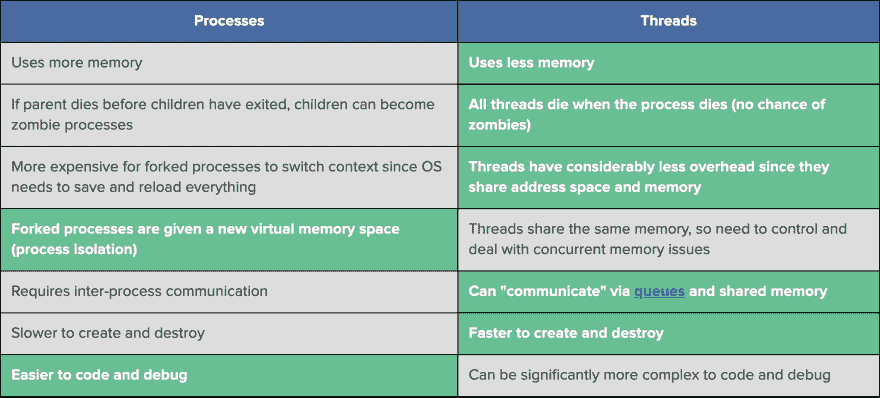 Processes
Threads
Uses more memory
Uses less memory
If parent dies before children have exited, children can become
zombie processes
All threads die when the process dies (no chance of
zombies)
More expensive for forked processes to switch context since OS
needs to save and reload everything
Threads have considerably less overhead since they
share address space and memory
Forked processes are given a new virtual memory space
(process isolation)
Threads share the same memory, so need to control and
deal with concurrent memory issues
Requires inter-process communication
Can "communicate" via queues and shared memory
Slower to create and destroy
Faster to create and destroy
Easier to code and debug
Can be significantly more complex to code and debug